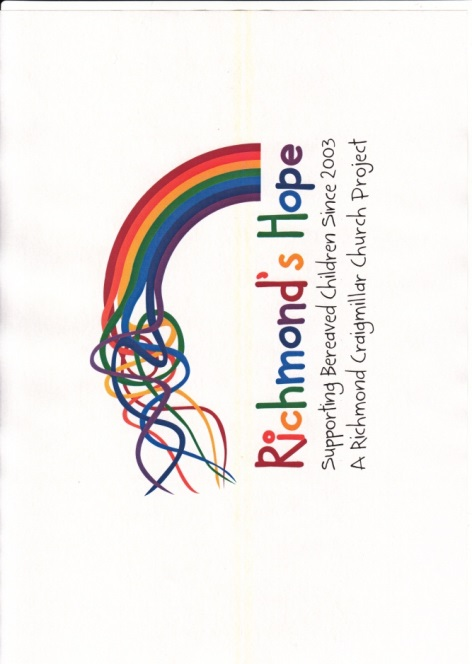 Richmond's Hope
Supporting Bereaved Children Since 2003
A Richmond Craigmillar Church Project